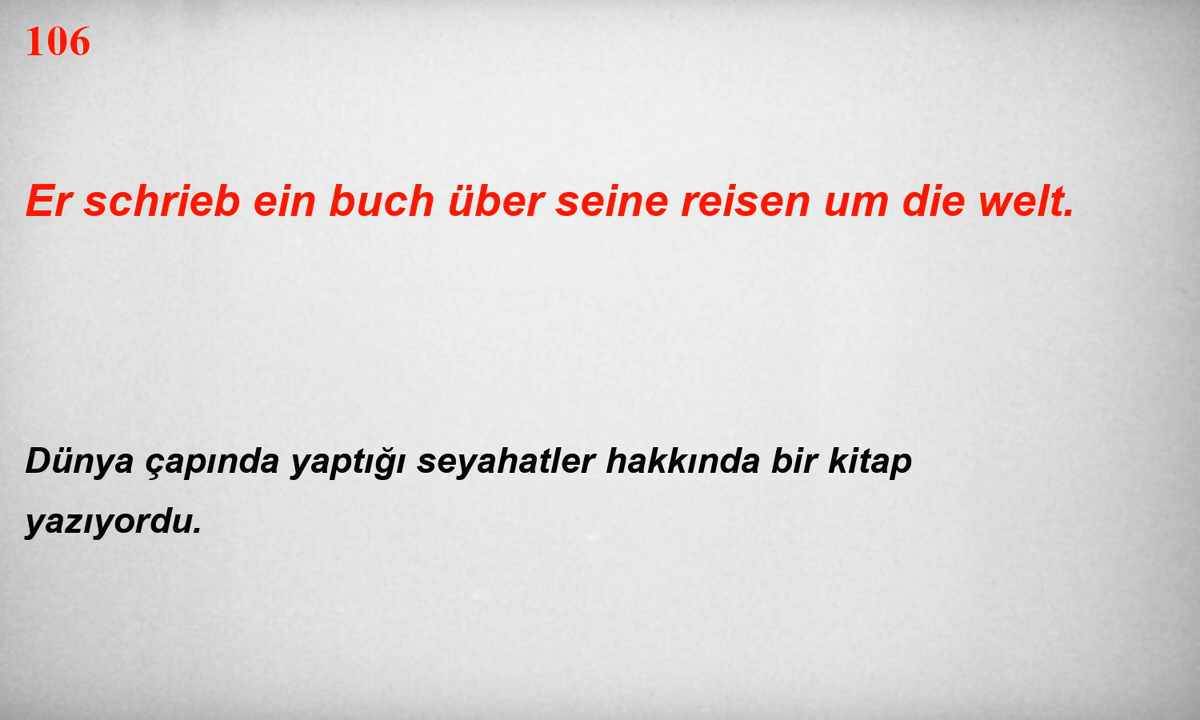 106
Er schrieb ein buch über seine reisen um die welt.
Dünya çapında yaptığı seyahatler hakkında bir kitap
yazıyordu.